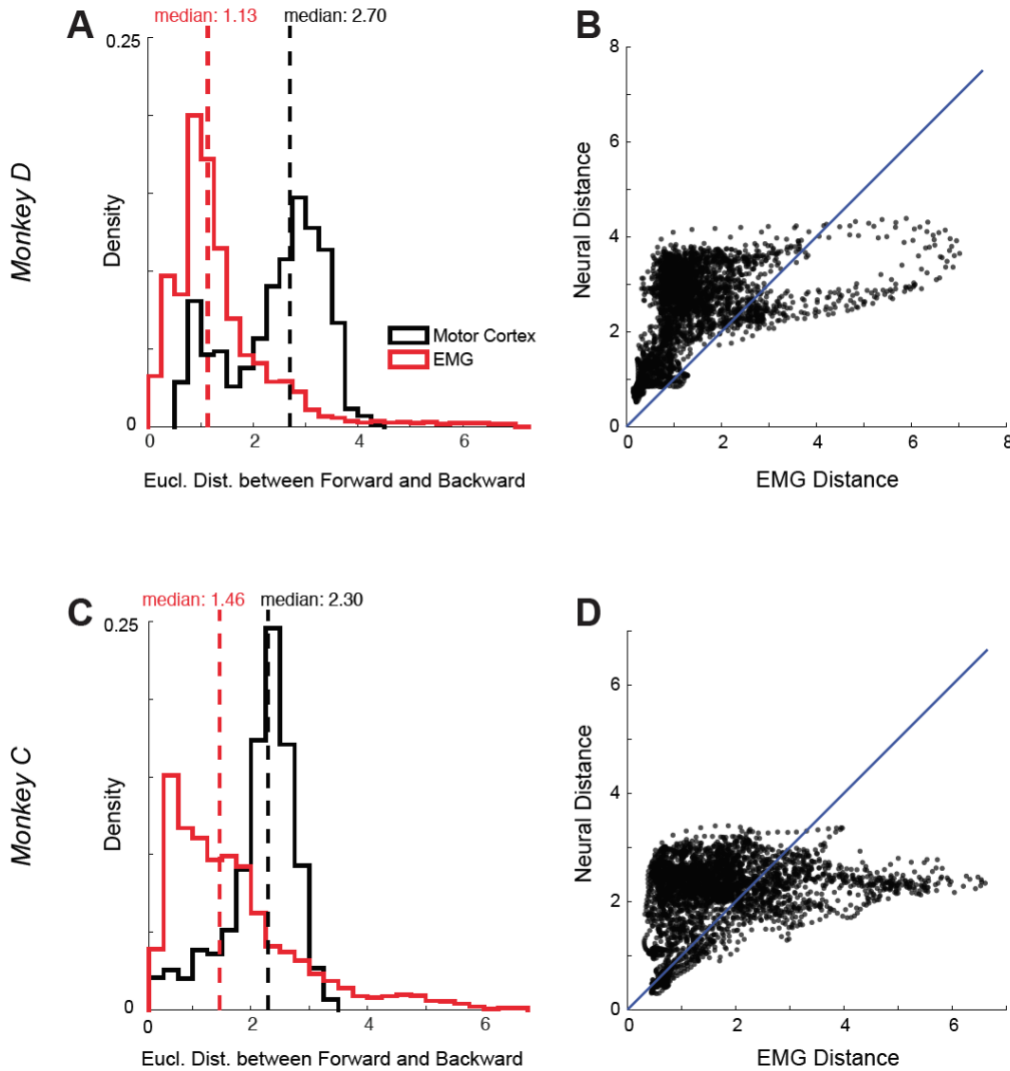 A
median: 1.13
median: 2.70
0.25
Monkey D
Density
Motor Cortex
EMG
0
0 2 4 6
Eucl. Dist. between Forward and Backward
B
8
6
4
2
0
Neural Distance
0 2 4 6 8
EMG Distance
C
median: 1.46
median: 2.30
0.25
Monkey C
Density
0
0 2 4 6
Eucl. Dist. between Forward and Backward
D
6
4
2
0
Neural Distance
0 2 4 6
EMG Distance